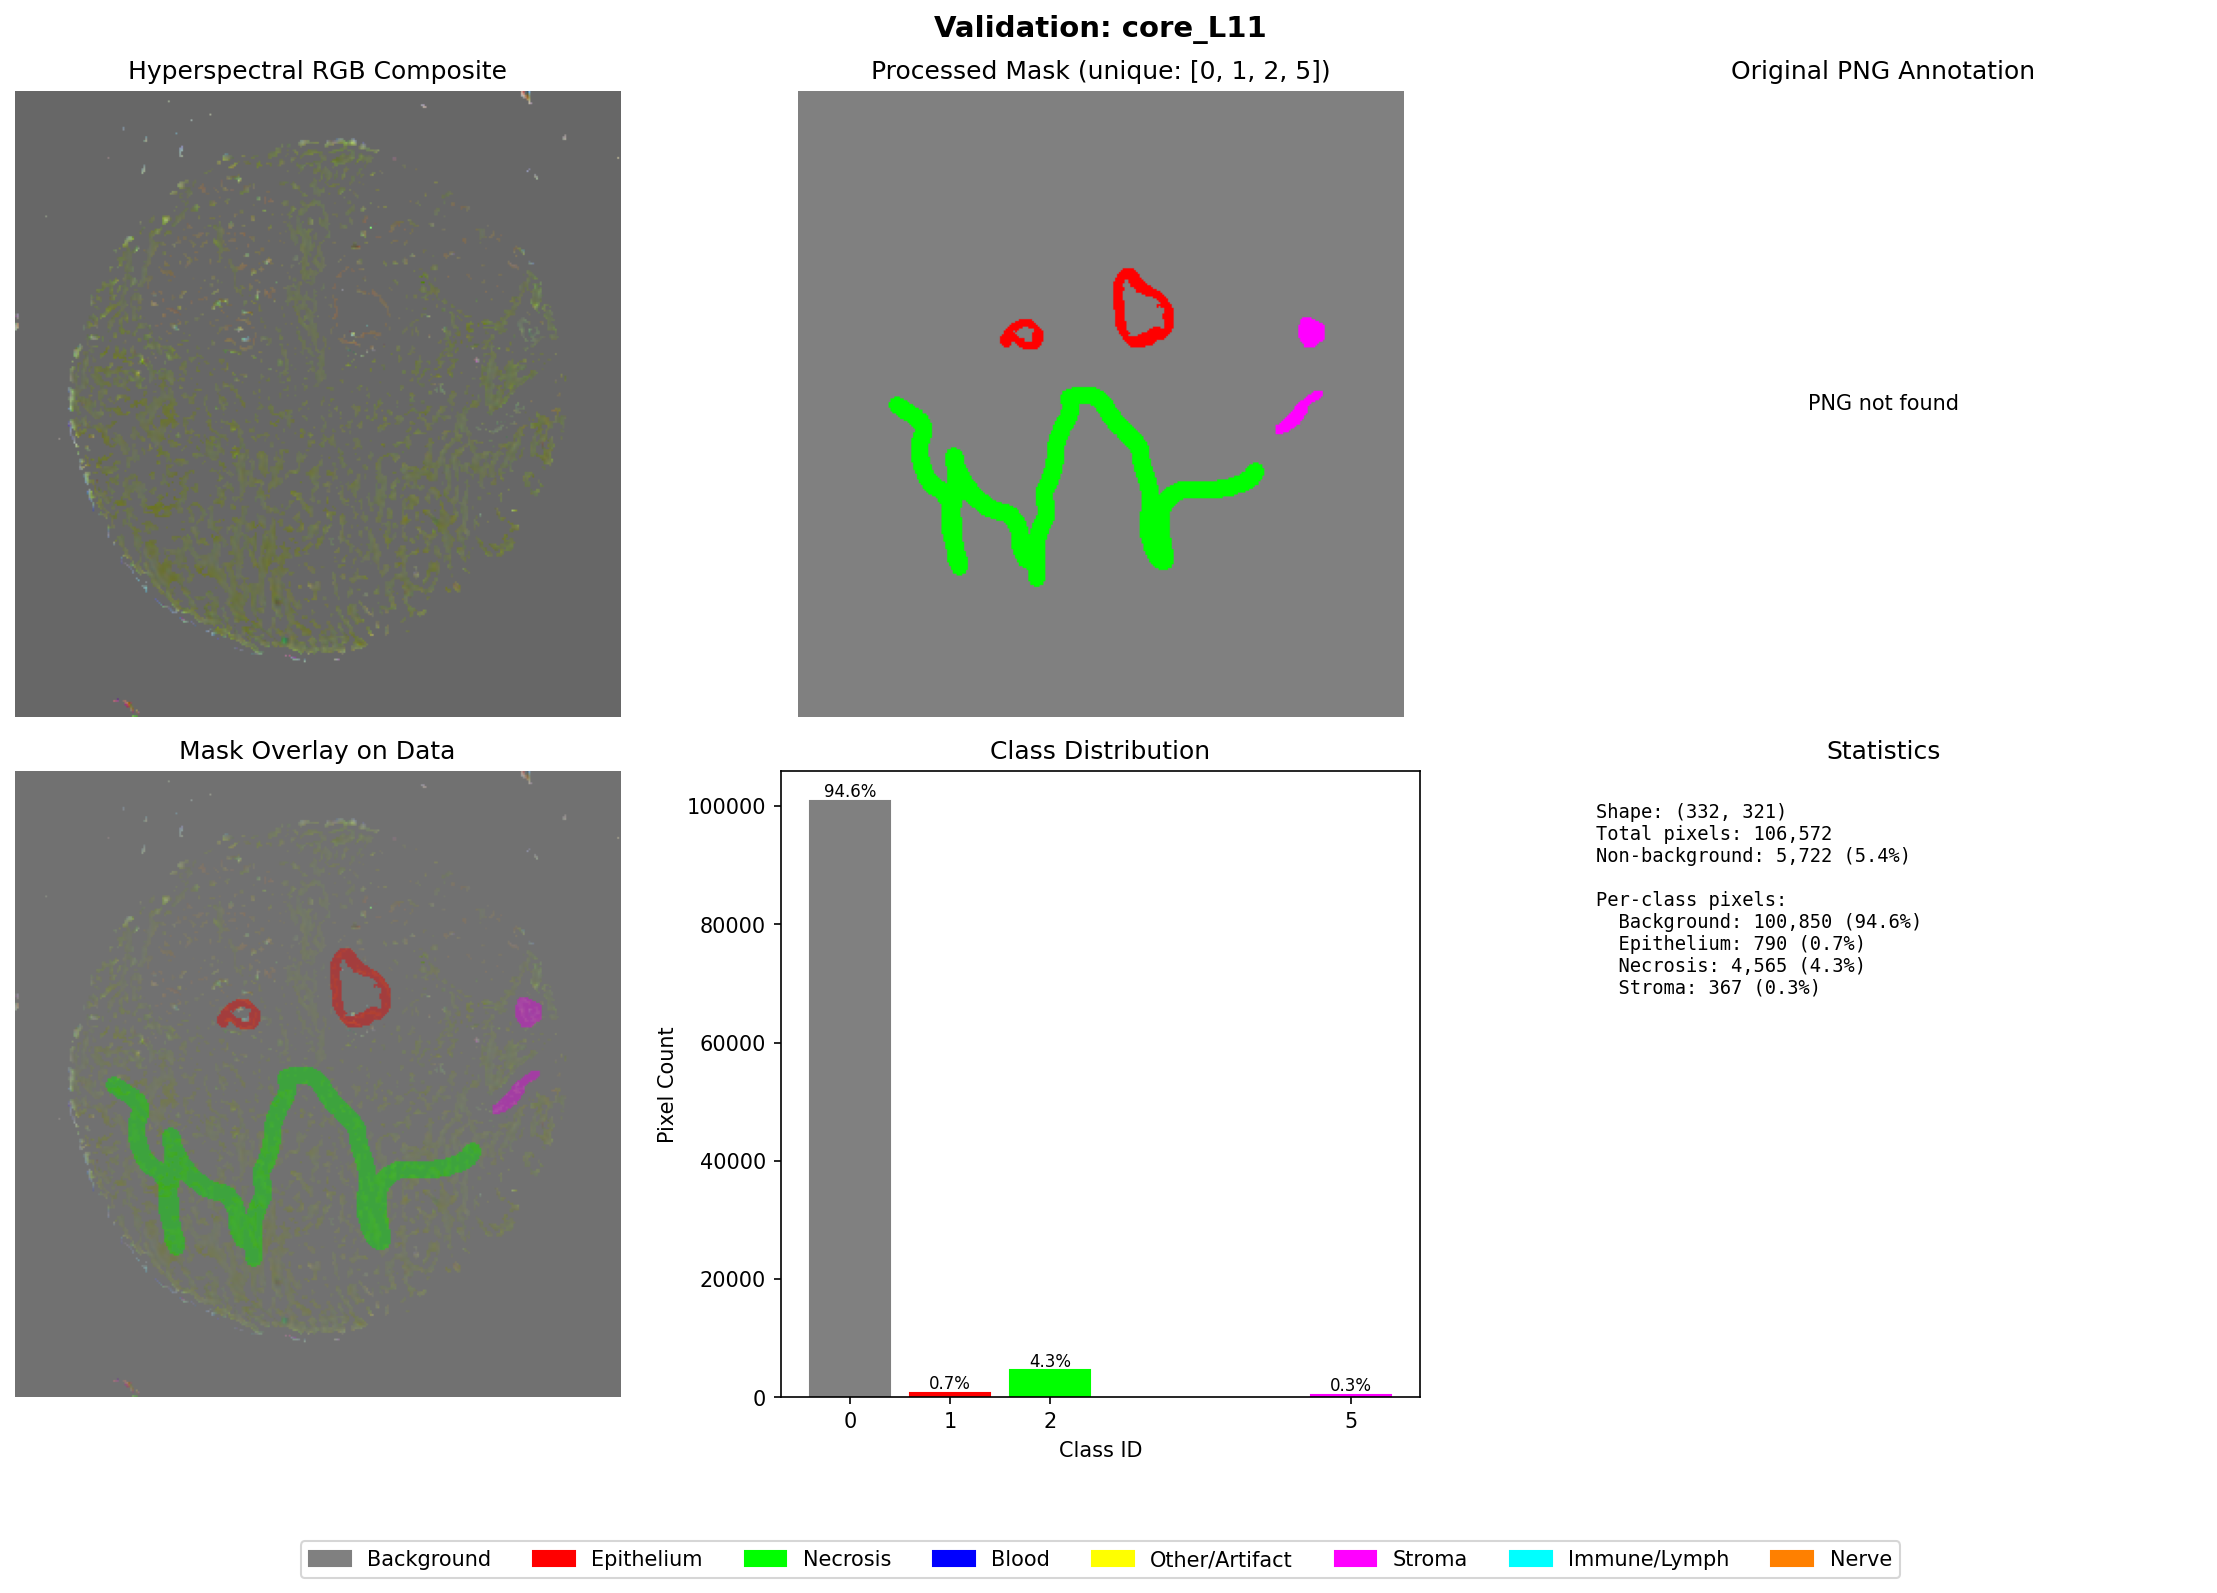 Validation: core_L11
Hyperspectral RGB Composite
Processed Mask (unique: [0, 1, 2, 5])
Original PNG Annotation
PNG not found
Mask Overlay on Data
Class Distribution
Pixel Count
100000
80000
60000
40000
20000
0
94.6%
0.7%
4.3%
0.3%
0
1
2
5
Class ID
Statistics
Shape: (332, 321)
Total pixels: 106,572
Non-background: 5,722 (5.4%)
Per-class pixels:
Background: 100,850 (94.6%)
Epithelium: 790 (0.7%)
Necrosis: 4,565 (4.3%)
Stroma: 367 (0.3%)
Background
Epithelium
Necrosis
Blood
Other/Artifact
Stroma
Immune/Lymph
Nerve